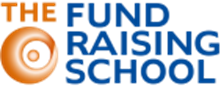 THE FUND
RAISING
SCHOOL